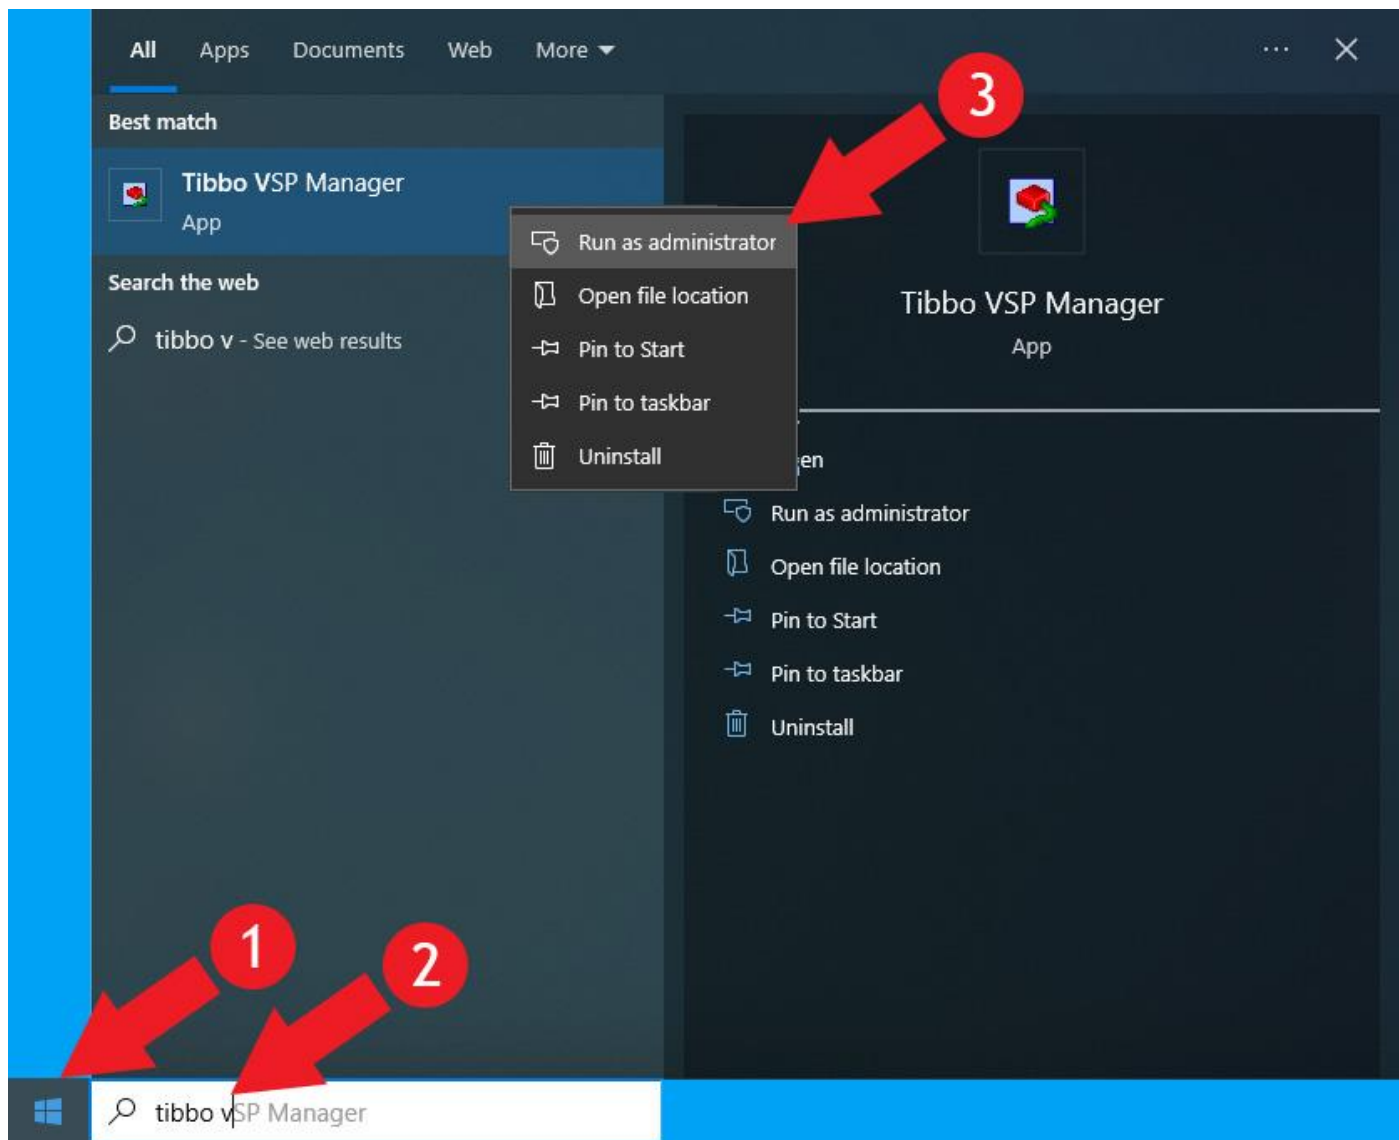 All Apps Documents Web More
3
Best match
Tibbo VSP Manager
App
Search the web
tibbo v - See web results
Run as administrator
Open file location
Pin to Start
Pin to taskbar
Uninstall
Tibbo VSP Manager
App
en
Run as administrator
Open file location
Pin to Start
Pin to taskbar
Uninstall
1
2
tibbo vSP Manager